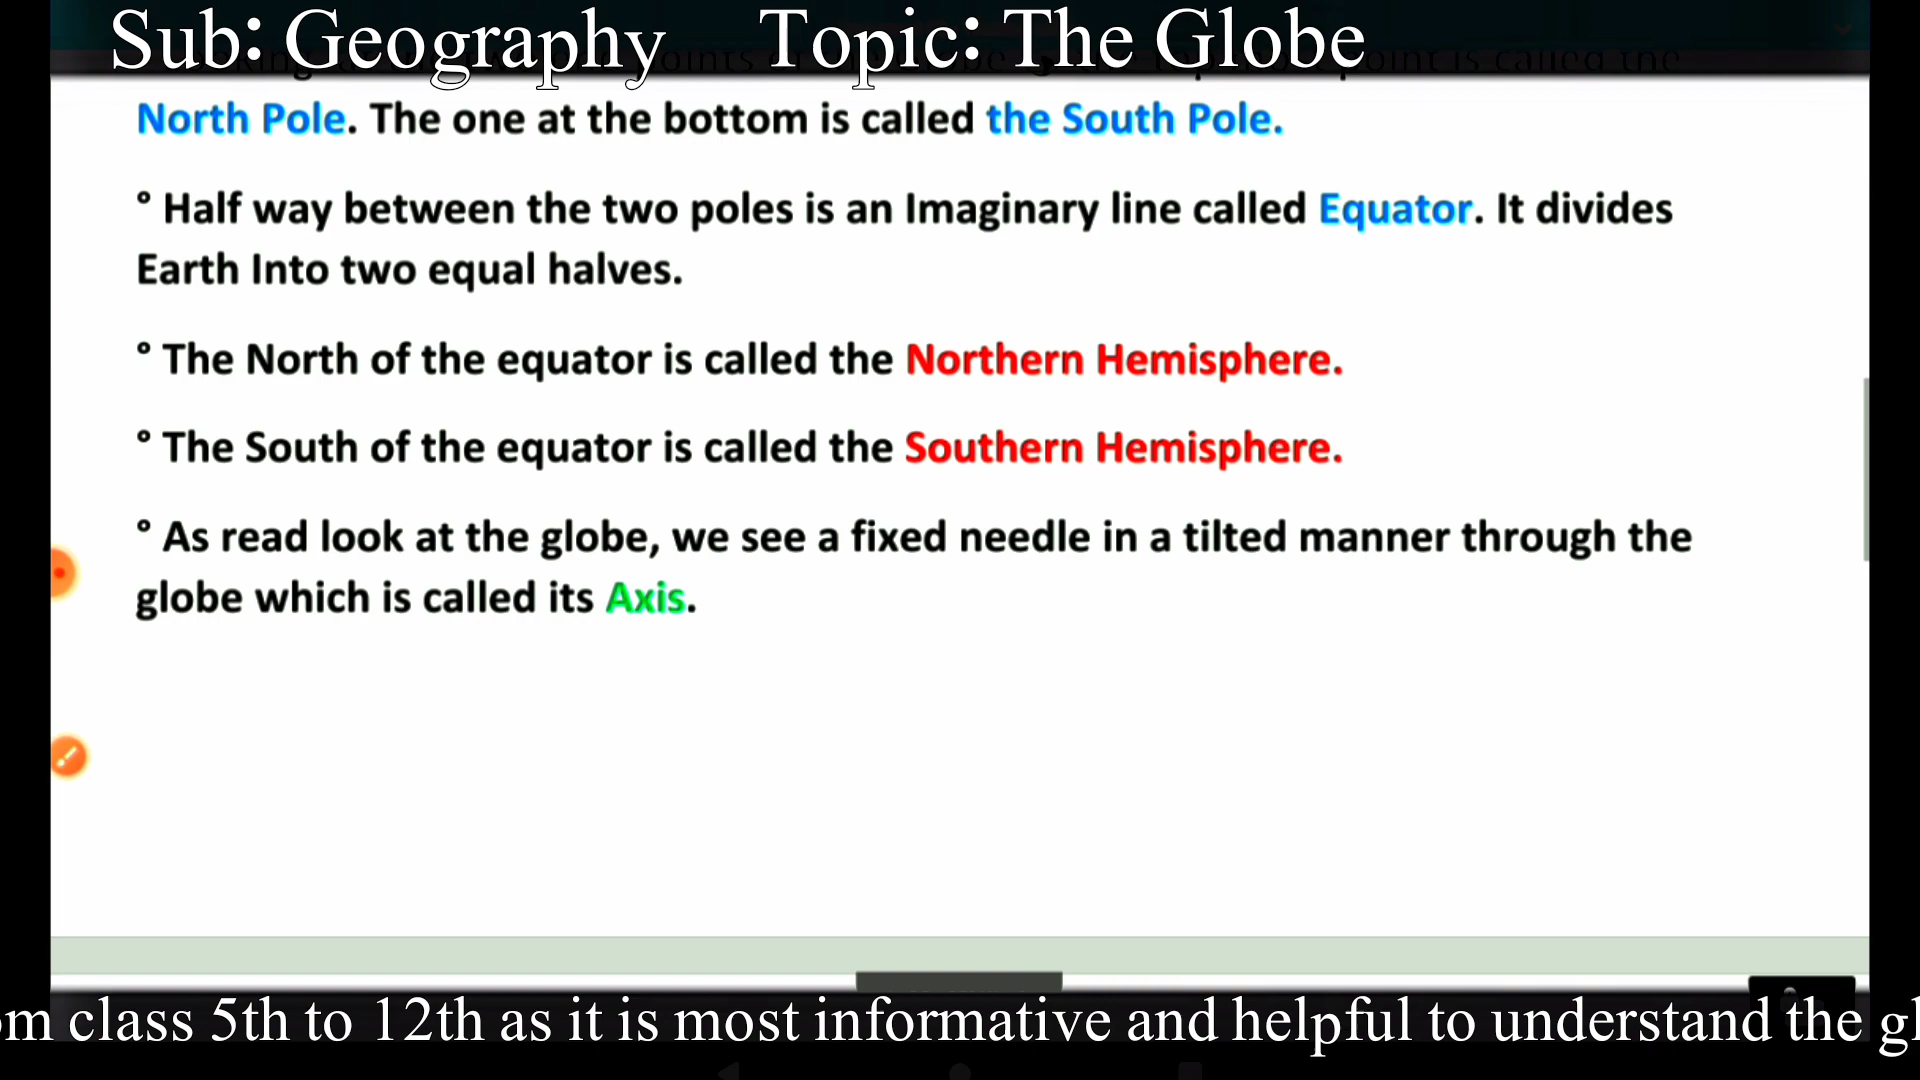 Sub: Geography Topic: The Globe
North Pole. The one at the bottom is called the South Pole.
° Half way between the two poles is an Imaginary line called Equator. It divides
Earth Into two equal halves.
° The North of the equator is called the Northern Hemisphere.
° The South of the equator is called the Southern Hemisphere.
° As read look at the globe, we see a fixed needle in a tilted manner through the
globe which is called its Axis.
class 5th to 12th as it is most informative and helpful to understand the